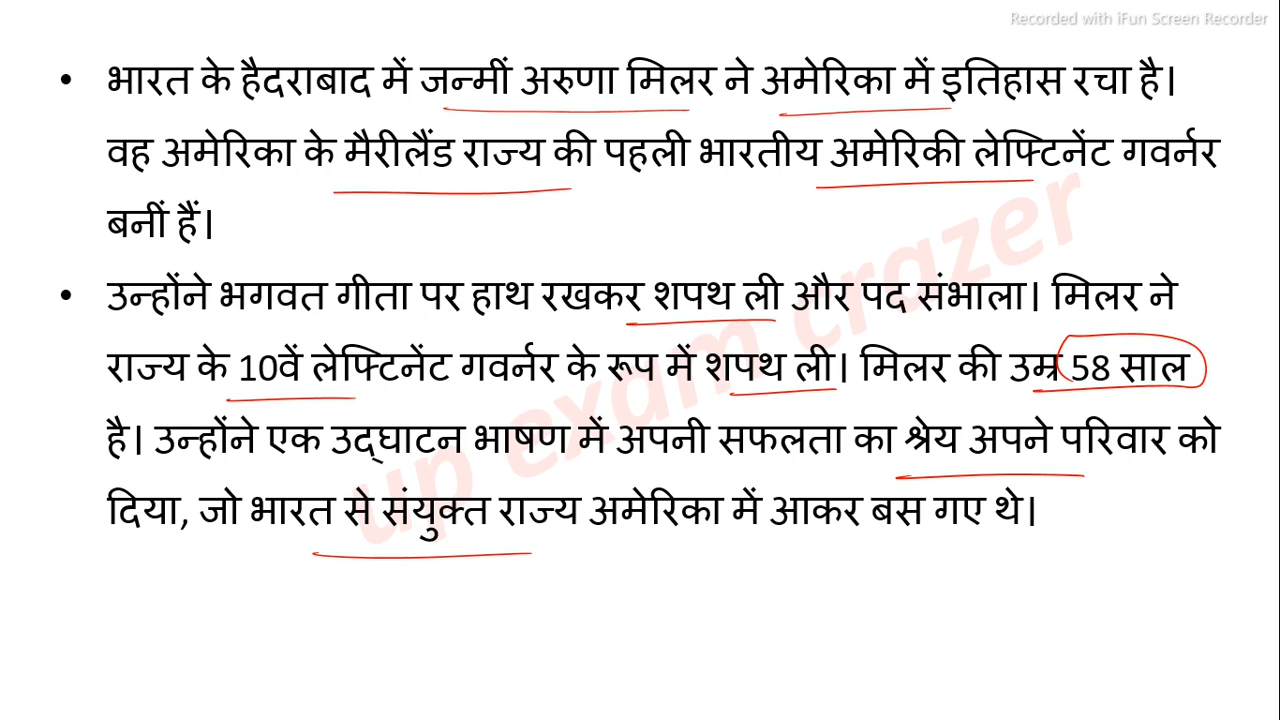 Recorded with iFun Screen Recorder
• भारत के हैदराबाद में जन्मीं अरुणा मिलर ने अमेरिका में इतिहास रचा है।
वह अमेरिका के मैरीलैंड राज्य की पहली भारतीय अमेरिकी लेफ्टिनेंट गवर्नर
बनीं हैं।
• उन्होंने भगवत गीता पर हाथ रखकर शपथ ली और पद संभाला। मिलर ने
राज्य के 10वें लेफ्टिनेंट गवर्नर के रूप में शपथ ली। मिलर की उम्र 58 साल
है। उन्होंने एक उद्घाटन भाषण में अपनी सफलता का श्रेय अपने परिवार को
दिया, जो भारत से संयुक्त राज्य अमेरिका में आकर बस गए थे।
up exam crazer